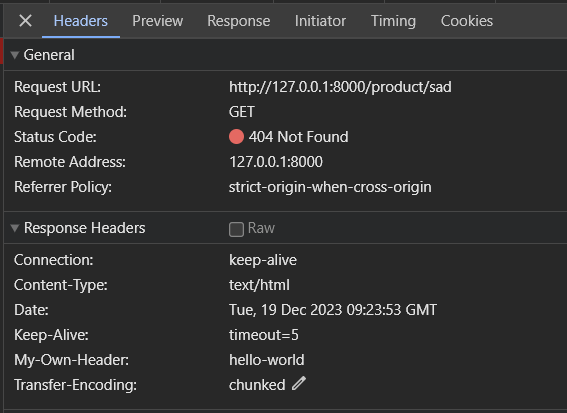 Headers Preview Response Initiator Timing Cookies
General
Request URL: http://127.0.0.1:8000/product/sad
Request Method: GET
Status Code: 404 Not Found
Remote Address: 127.0.0.1:8000
Referrer Policy: strict-origin-when-cross-origin
Response Headers Raw
Connection: keep-alive
Content-Type: text/html
Date: Tue, 19 Dec 2023 09:23:53 GMT
Keep-Alive: timeout=5
My-Own-Header: hello-world
Transfer-Encoding: chunked